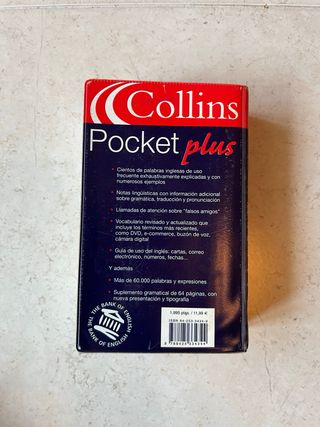 Collins
Pocket plus
• Cientos de palabras inglesas de uso
frecuente exhaustivamente explicadas y con
numerosos ejemplos
• Notas lingüísticas con información adicional
sobre gramática, traducción y pronunciación
• Llamadas de atención sobre "falsos amigos"
• Vocabulario revisado y actualizado que
incluye los términos más recientes,
como DVD, e-commerce, buzón de voz,
cámara digital
• Guía de uso del inglés: cartas, correo
electrónico, números, fechas...
Y además
• Más de 60.000 palabras y expresiones
• Suplemento gramatical de 64 páginas, con
nueva presentación y tipografía
THE BANK OF ENGLISH
THE BANK OF ENGLISH
1.995 ptas. / 11,99 €